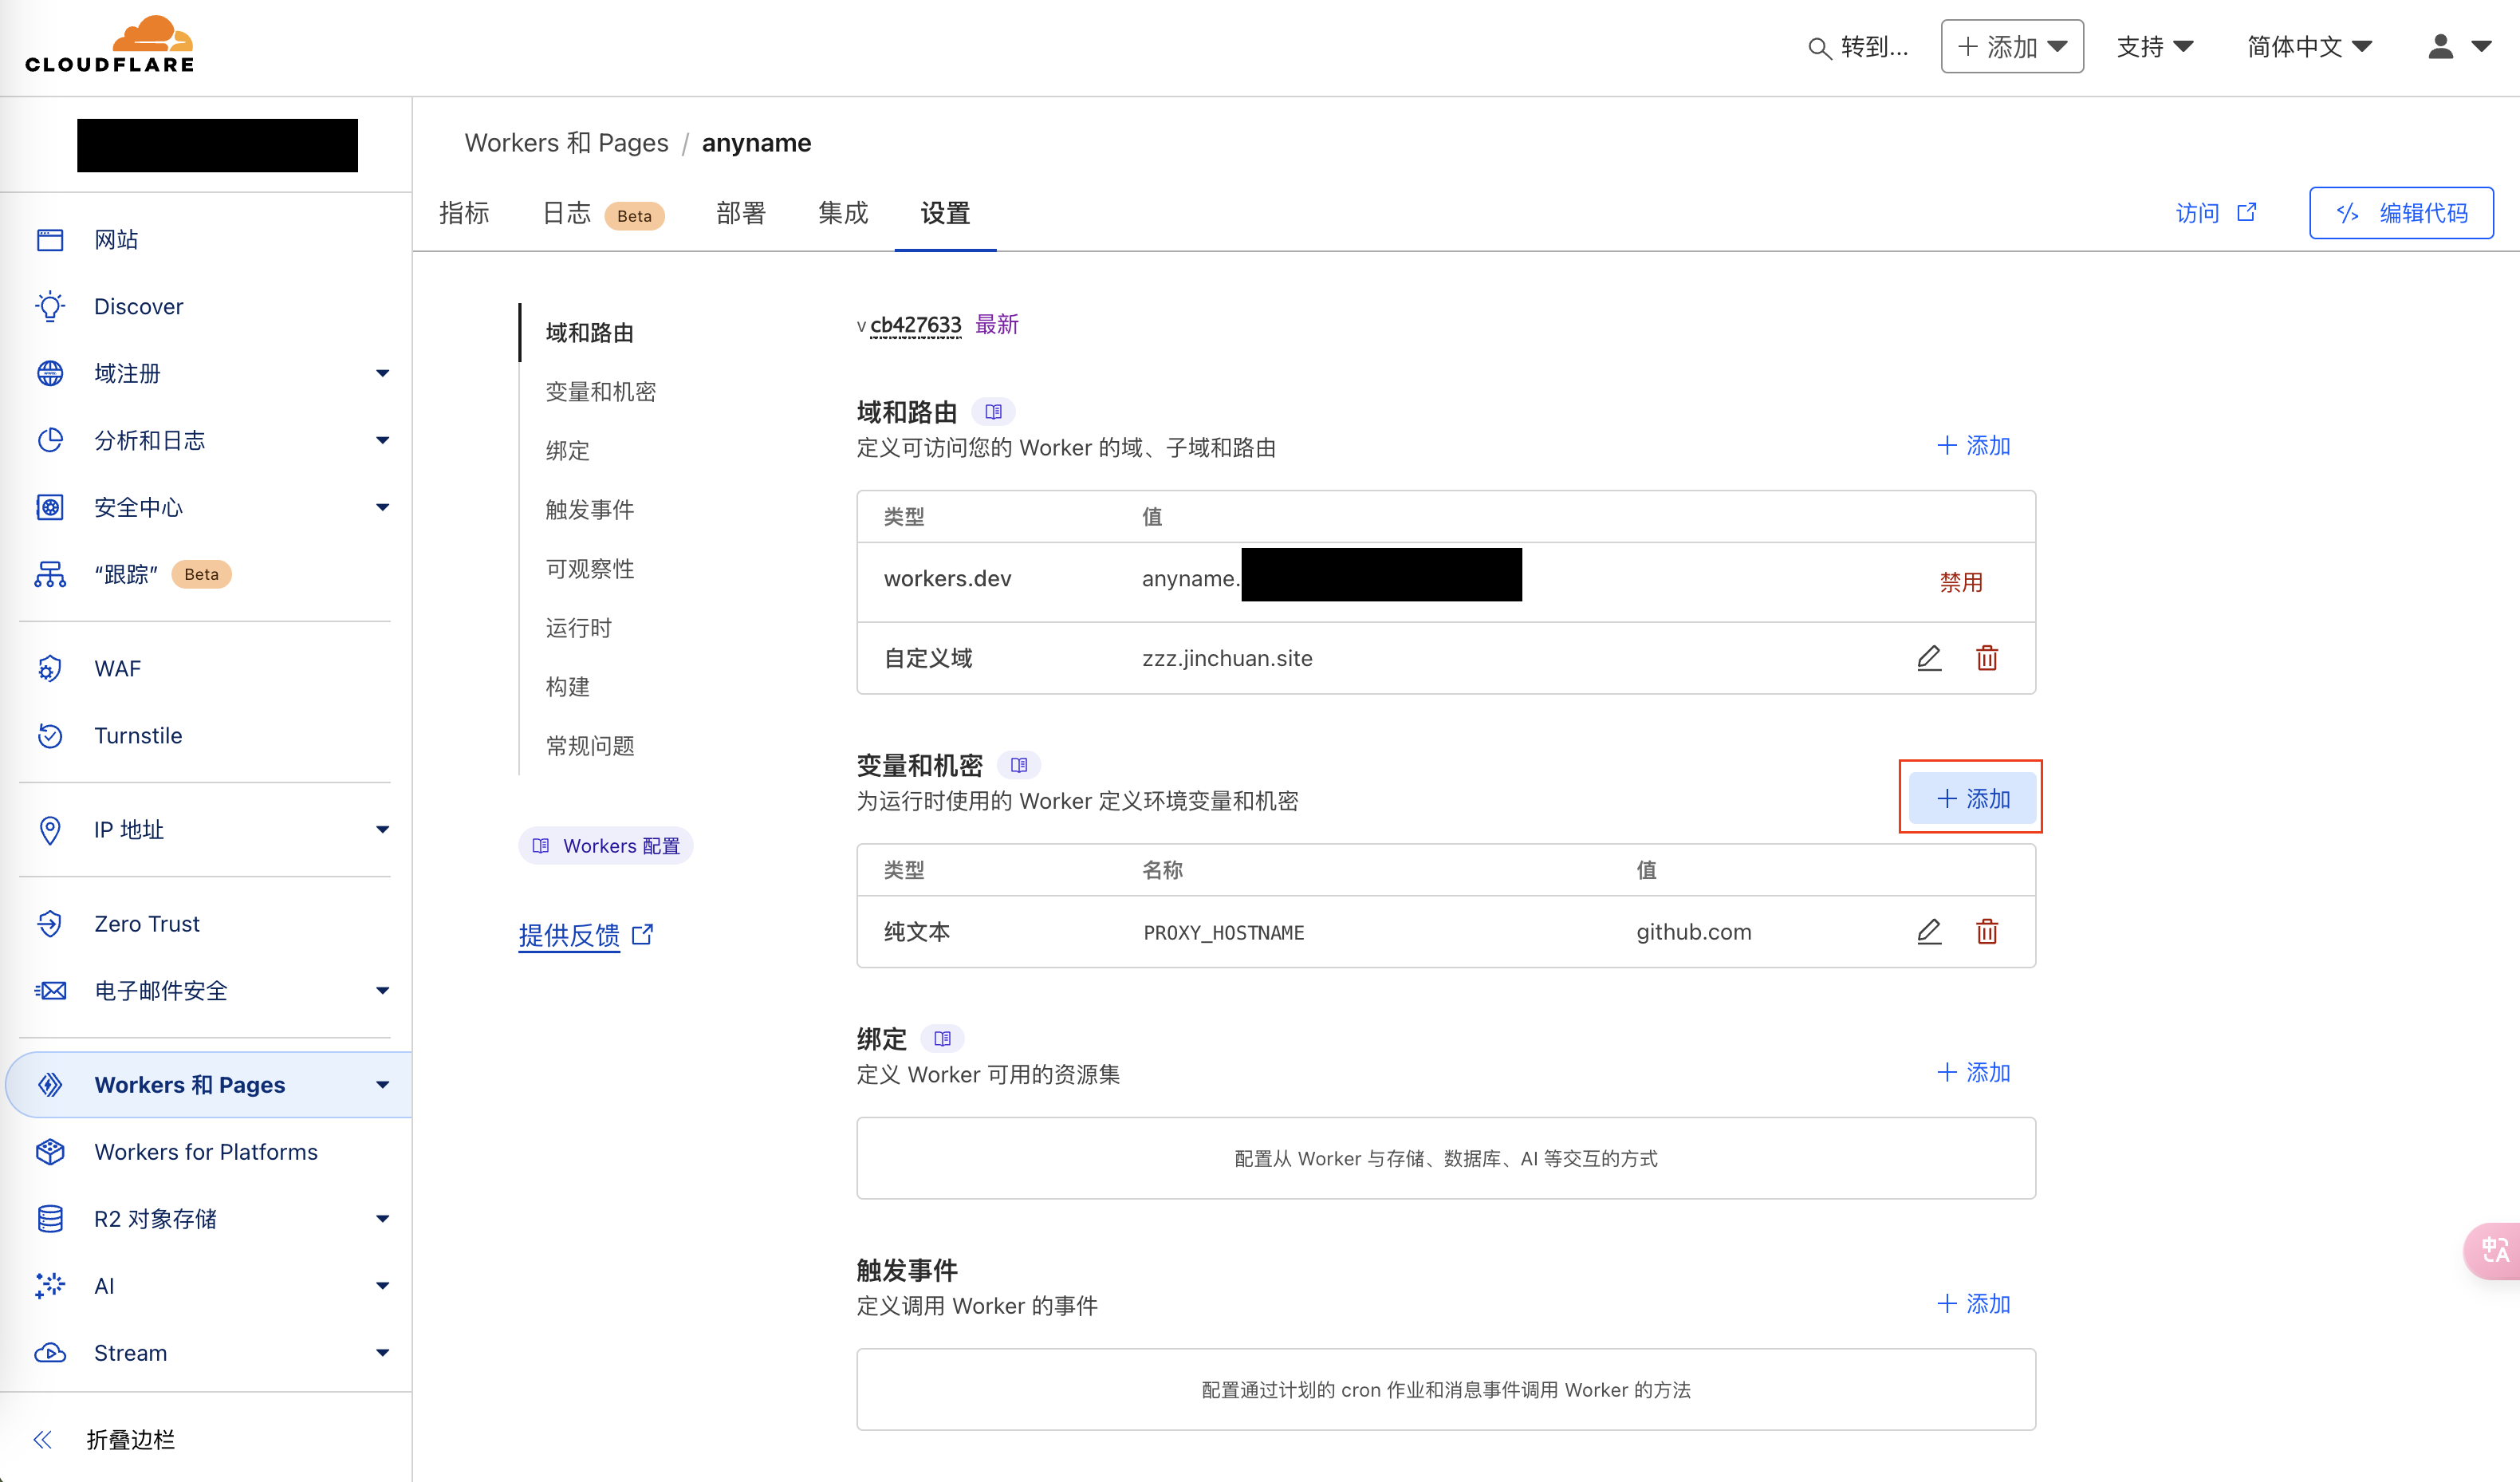 CLOUDFLARE
转到...
添加
支持
简体中文
网站
Discover
域注册
分析和日志
安全中心
“跟踪” Beta
WAF
Turnstile
IP 地址
Zero Trust
电子邮件安全
Workers 和 Pages
Workers for Platforms
R2 对象存储
AI
Stream
折叠边栏
Workers 和 Pages / anyname
指标 日志 Beta 部署 集成 设置
访问
编辑代码
域和路由
变量和机密
绑定
触发事件
可观察性
运行时
构建
常规问题
Workers 配置
提供反馈
v cb427633 最新
域和路由
定义可访问您的 Worker 的域、子域和路由
添加
类型 值
workers.dev anyname. 禁用
自定义域 zzz.jinchuan.site
变量和机密
为运行时使用的 Worker 定义环境变量和机密
添加
类型 名称 值
纯文本 PROXY_HOSTNAME github.com
绑定
定义 Worker 可用的资源集
添加
配置从 Worker 与存储、数据库、AI 等交互的方式
触发事件
定义调用 Worker 的事件
添加
配置通过计划的 cron 作业和消息事件调用 Worker 的方法